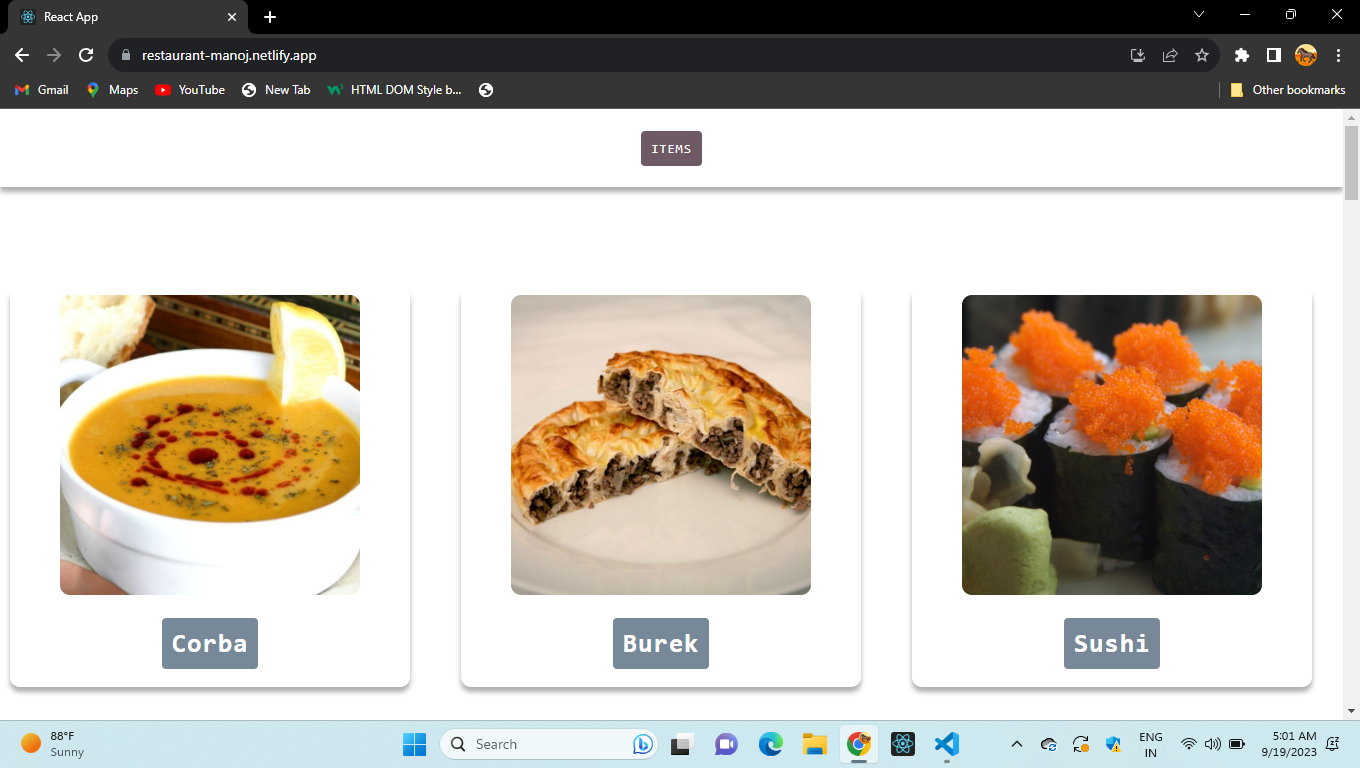 React App
restaurant-manoj.netlify.app
Gmail
Maps
YouTube
New Tab
HTML DOM Style b...
Other bookmarks
ITEMS
Corba
Burek
Sushi
88°F
Sunny
Search
ENG
IN
5:01 AM
9/19/2023